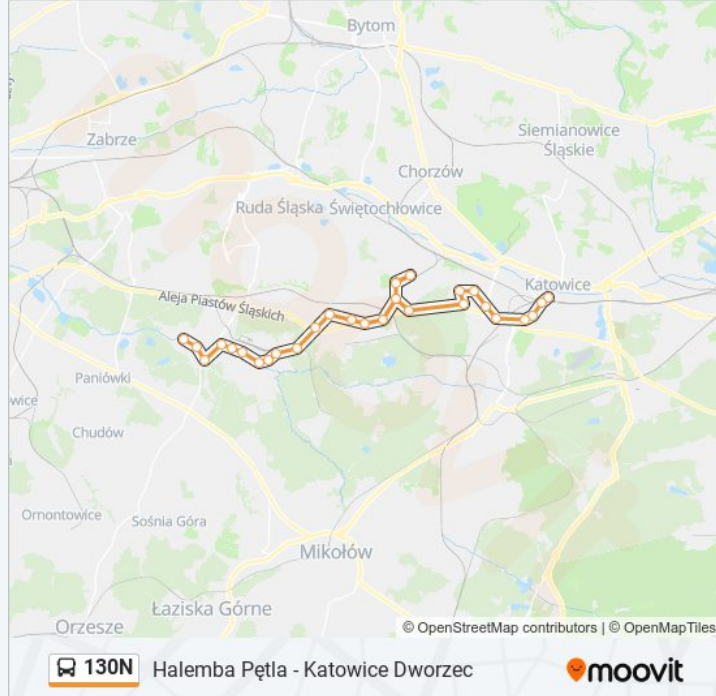 Bytom
Zabrze
Siemianowice
Śląskie
Chorzów
Ruda Śląska
Świętochłowice
Katowice
Aleja Piastów Śląskich
Paniówki
owice
Chudów
Ornontowice
Sośnia Góra
Mikołów
Łaziska Górne
Orzesze
© OpenStreetMap contributors | © OpenMapTiles
130N
Halemba Pętla - Katowice Dworzec
moovit